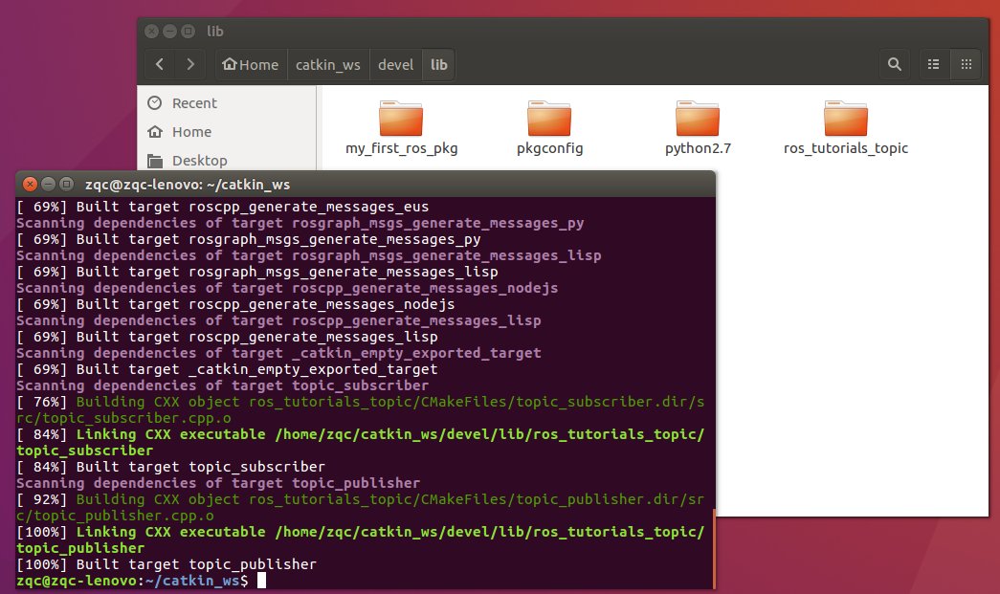 lib
Home catkin_ws devel lib
Recent
Home
Desktop
my_first_ros_pkg pkgconfig python2.7 ros_tutorials_topic
zqc@zqc-lenovo: ~/catkin_ws
[ 69%] Built target roscpp_generate_messages_eus
Scanning dependencies of target rosgraph_msgs_generate_messages_py
[ 69%] Built target rosgraph_msgs_generate_messages_py
Scanning dependencies of target rosgraph_msgs_generate_messages_lisp
[ 69%] Built target rosgraph_msgs_generate_messages_lisp
Scanning dependencies of target roscpp_generate_messages_nodejs
[ 69%] Built target roscpp_generate_messages_nodejs
Scanning dependencies of target roscpp_generate_messages_lisp
[ 69%] Built target roscpp_generate_messages_lisp
Scanning dependencies of target _catkin_empty_exported_target
[ 69%] Built target _catkin_empty_exported_target
Scanning dependencies of target topic_subscriber
[ 76%] Building CXX object ros_tutorials_topic/CMakeFiles/topic_subscriber.dir/s
rc/topic_subscriber.cpp.o
[ 84%] Linking CXX executable /home/zqc/catkin_ws/devel/lib/ros_tutorials_topic/
topic_subscriber
[ 84%] Built target topic_subscriber
Scanning dependencies of target topic_publisher
[ 92%] Building CXX object ros_tutorials_topic/CMakeFiles/topic_publisher.dir/sr
c/topic_publisher.cpp.o
[100%] Linking CXX executable /home/zqc/catkin_ws/devel/lib/ros_tutorials_topic/
topic_publisher
[100%] Built target topic_publisher
zqc@zqc-lenovo:~/catkin_ws$